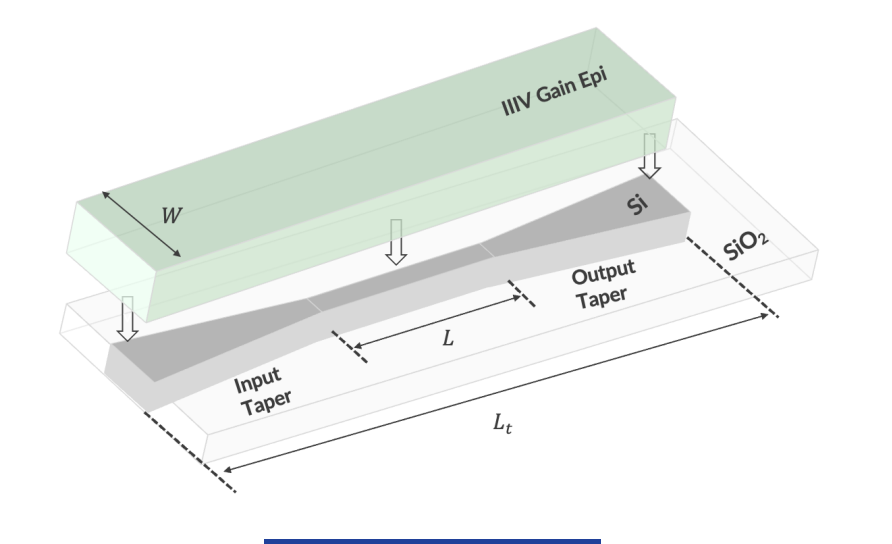 IIIV Gain Epi
W
Si
SiO₂
Output
Taper
L
Input
Taper
Lₜ